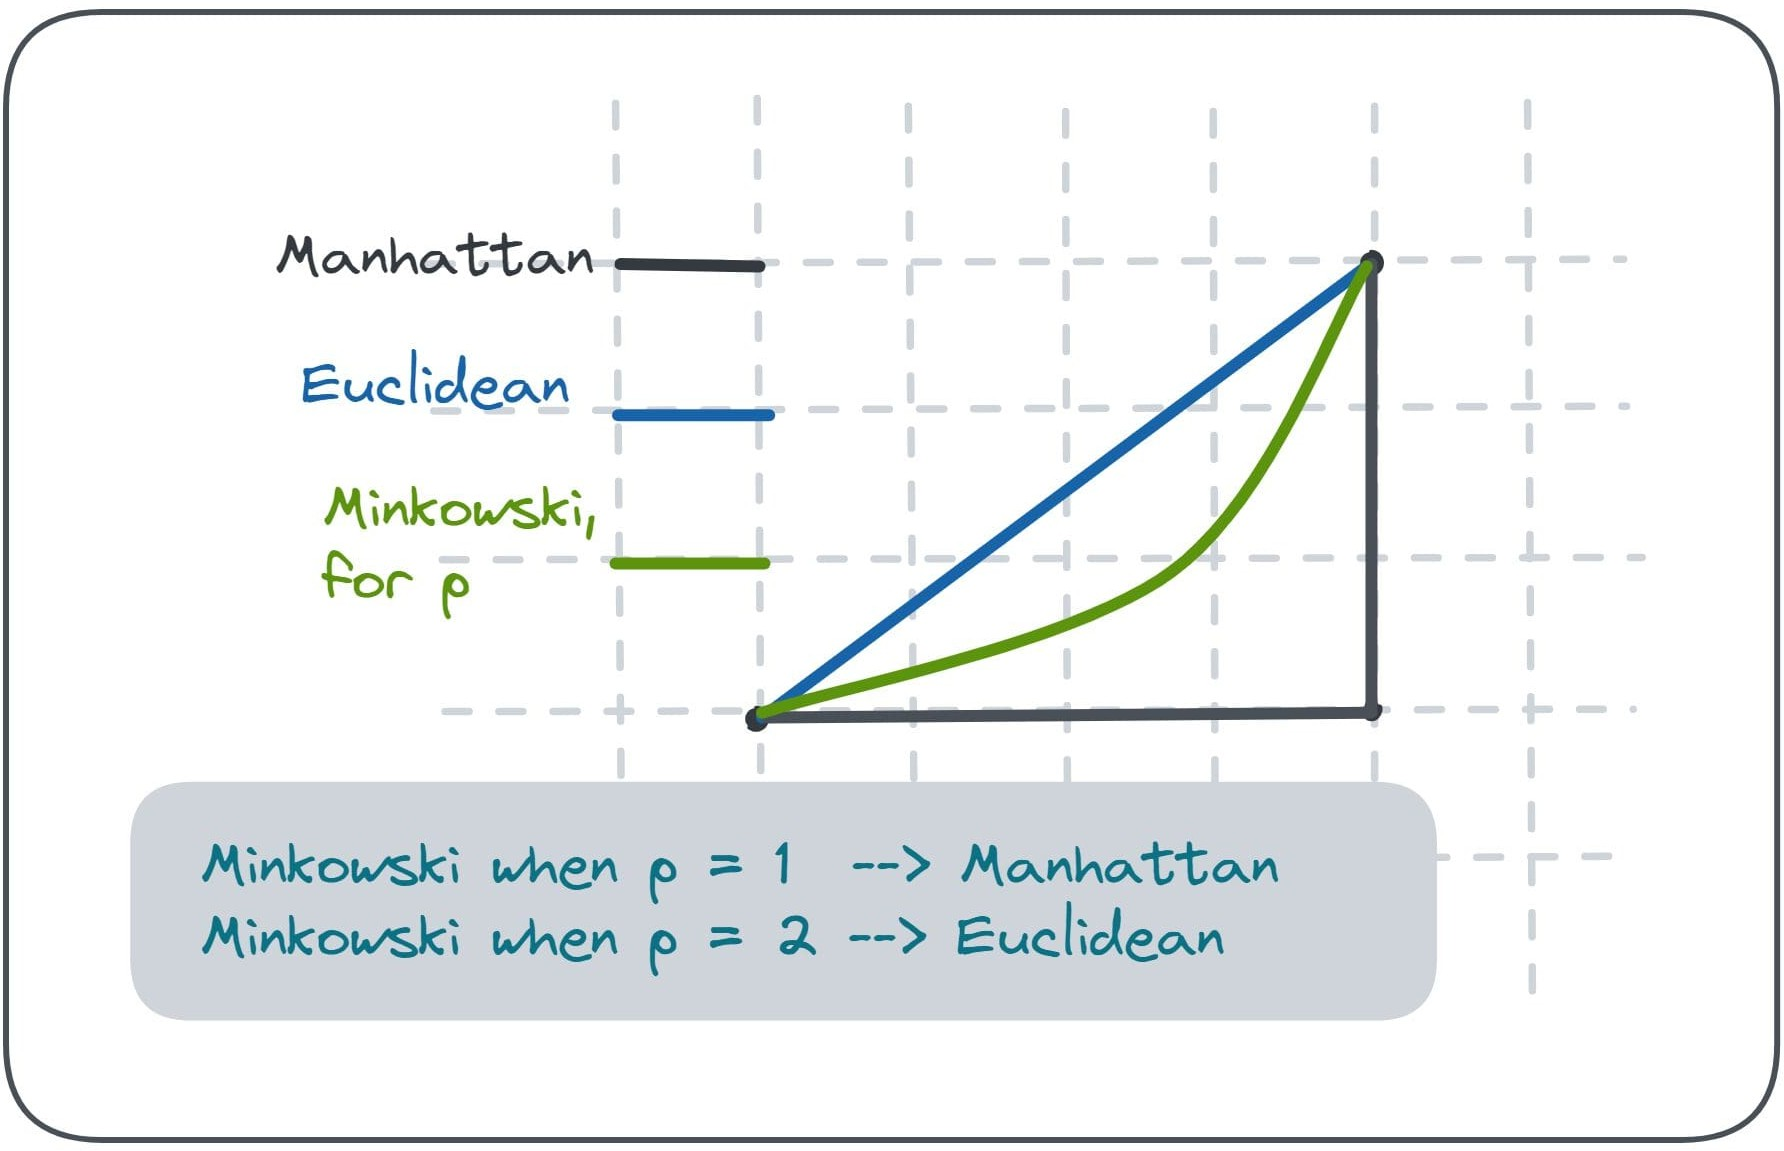 Manhattan
Euclidean
Minkowski,
for p
Minkowski when p = 1 --> Manhattan
Minkowski when p = 2 --> Euclidean